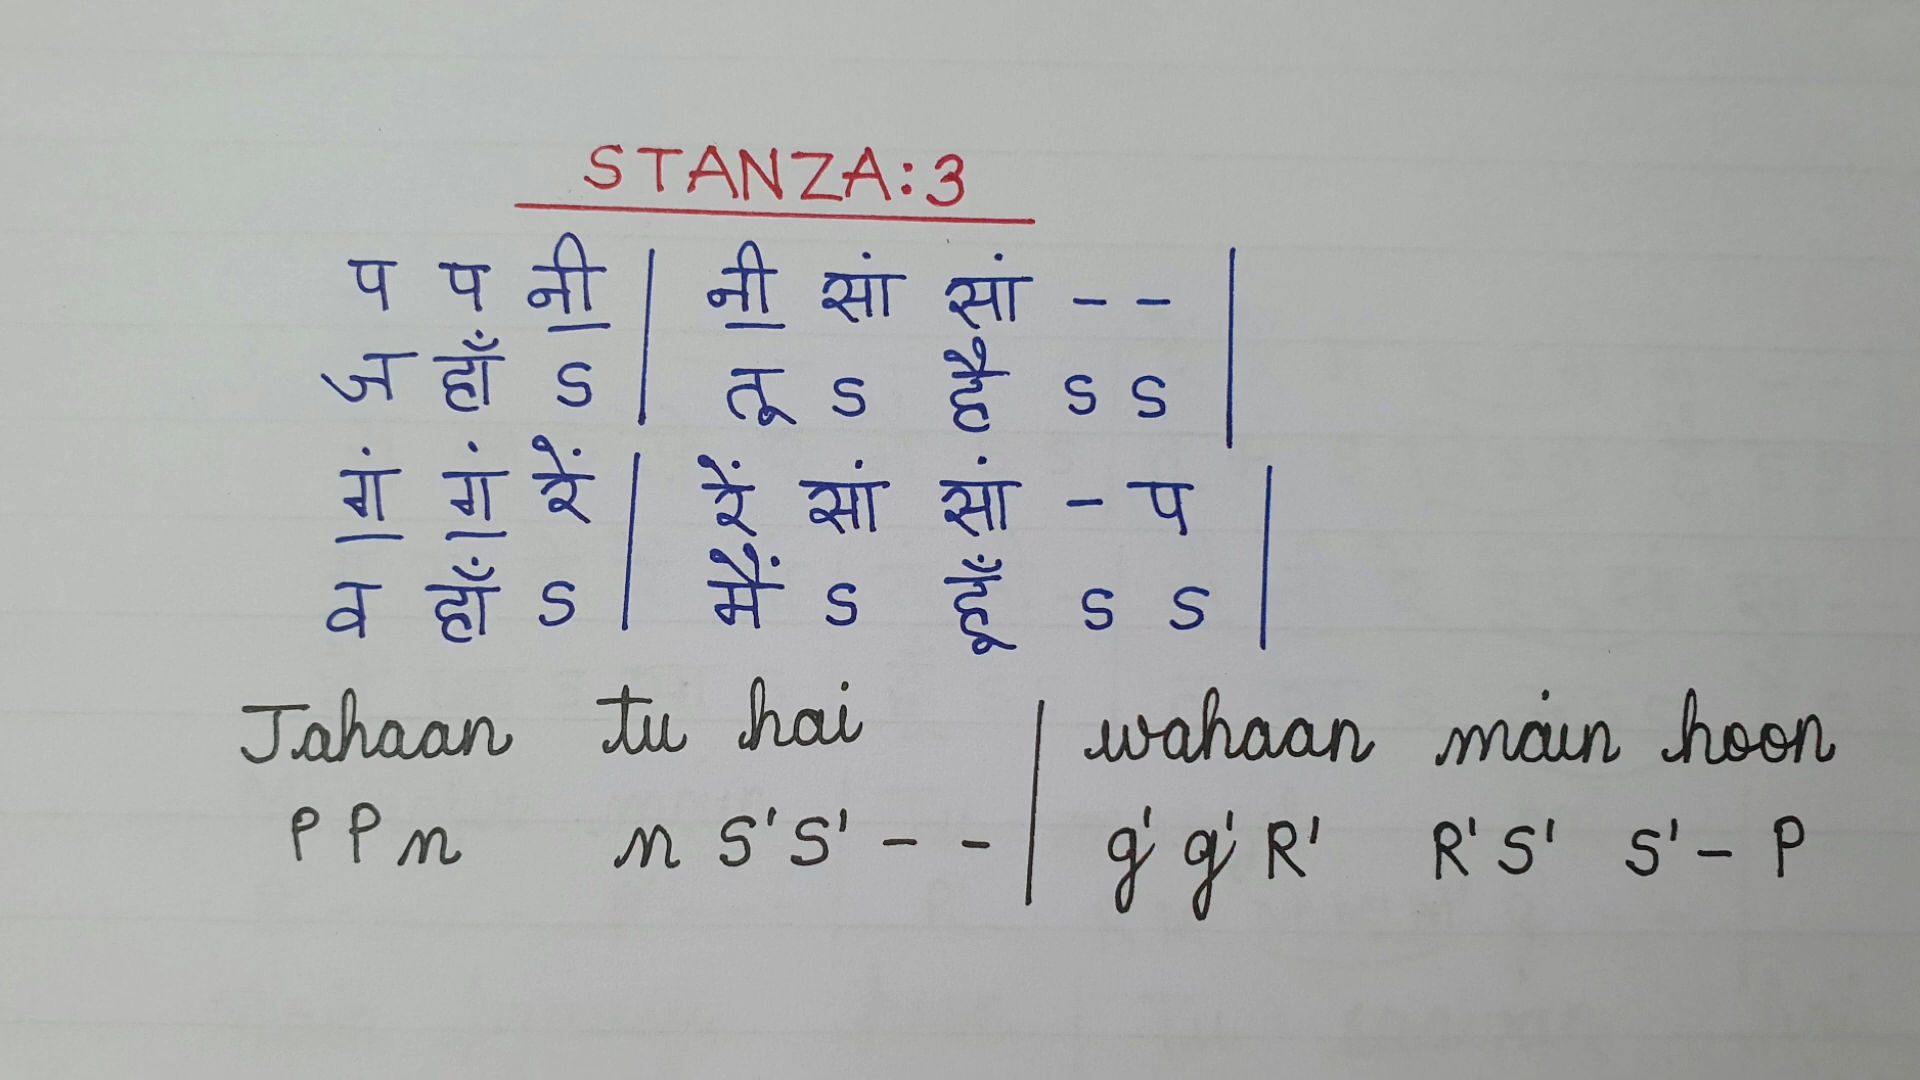 STANZA:3
प प नी॒ | नी॒ सां सां - - |
ज हाँ ऽ | तू ऽ है ऽ ऽ |
गं॒ गं॒ रें | रें सां सां - प |
व हाँ ऽ | मैं ऽ हूँ ऽ ऽ |
Jahaan tu hai | wahaan main hoon
P P n n S' S' - - | g' g' R' R' S' S' - P